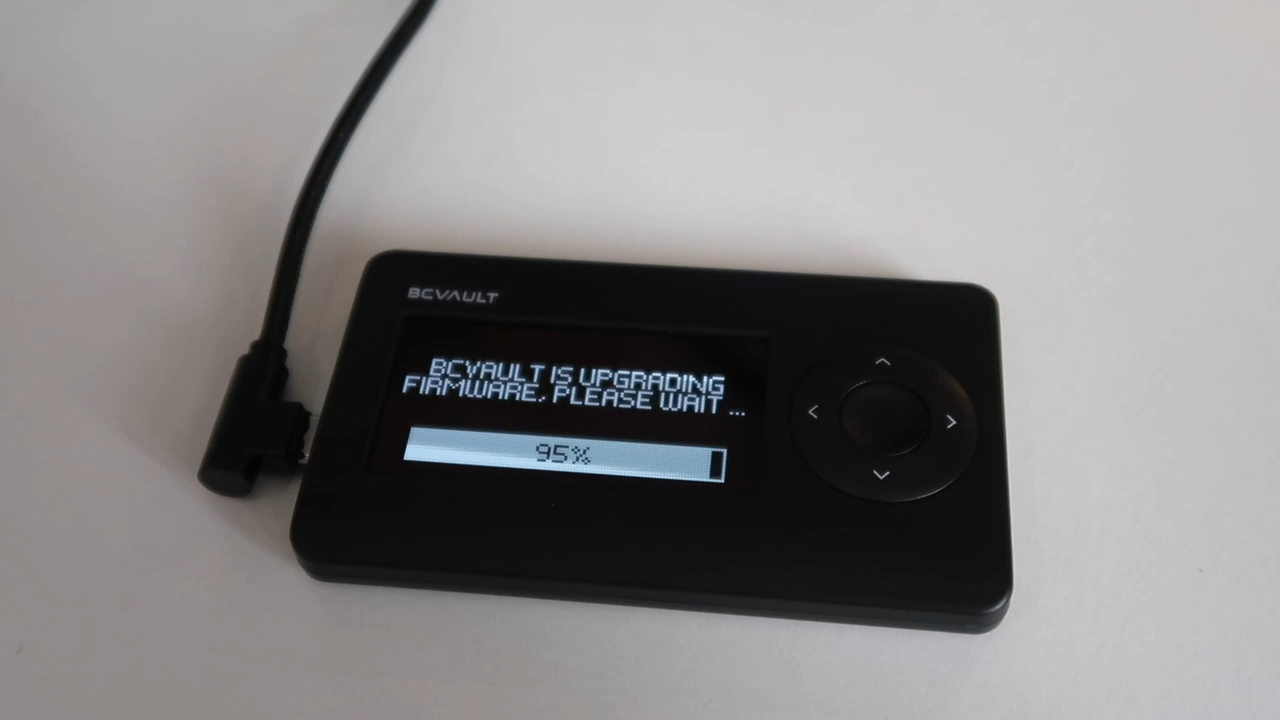 BCVAULT
BCVAULT IS UPGRADING
FIRMWARE, PLEASE WAIT ...
95%